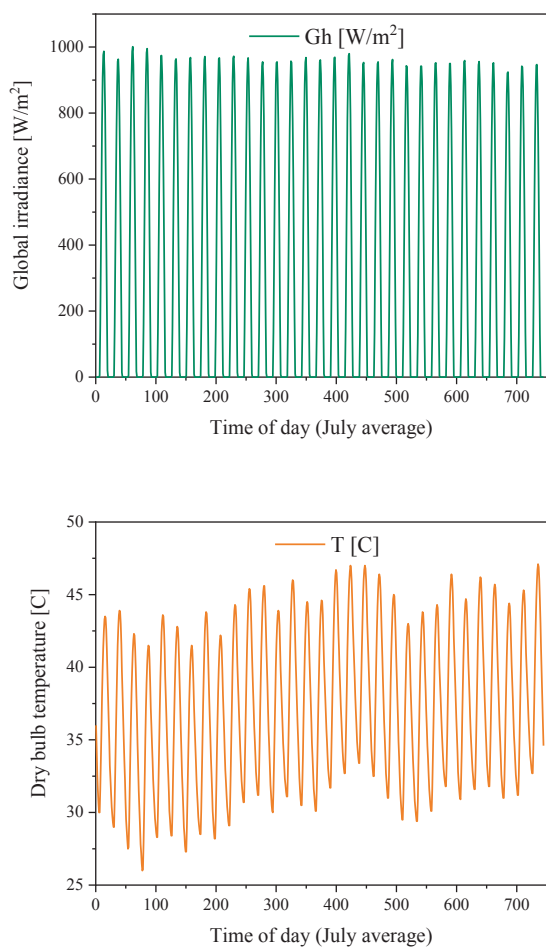 Gh [W/m²]
Global irradiance [W/m²]
1000
800
600
400
200
0
0 100 200 300 400 500 600 700
Time of day (July average)
T [C]
Dry bulb temperature [C]
50
45
40
35
30
25
0 100 200 300 400 500 600 700
Time of day (July average)